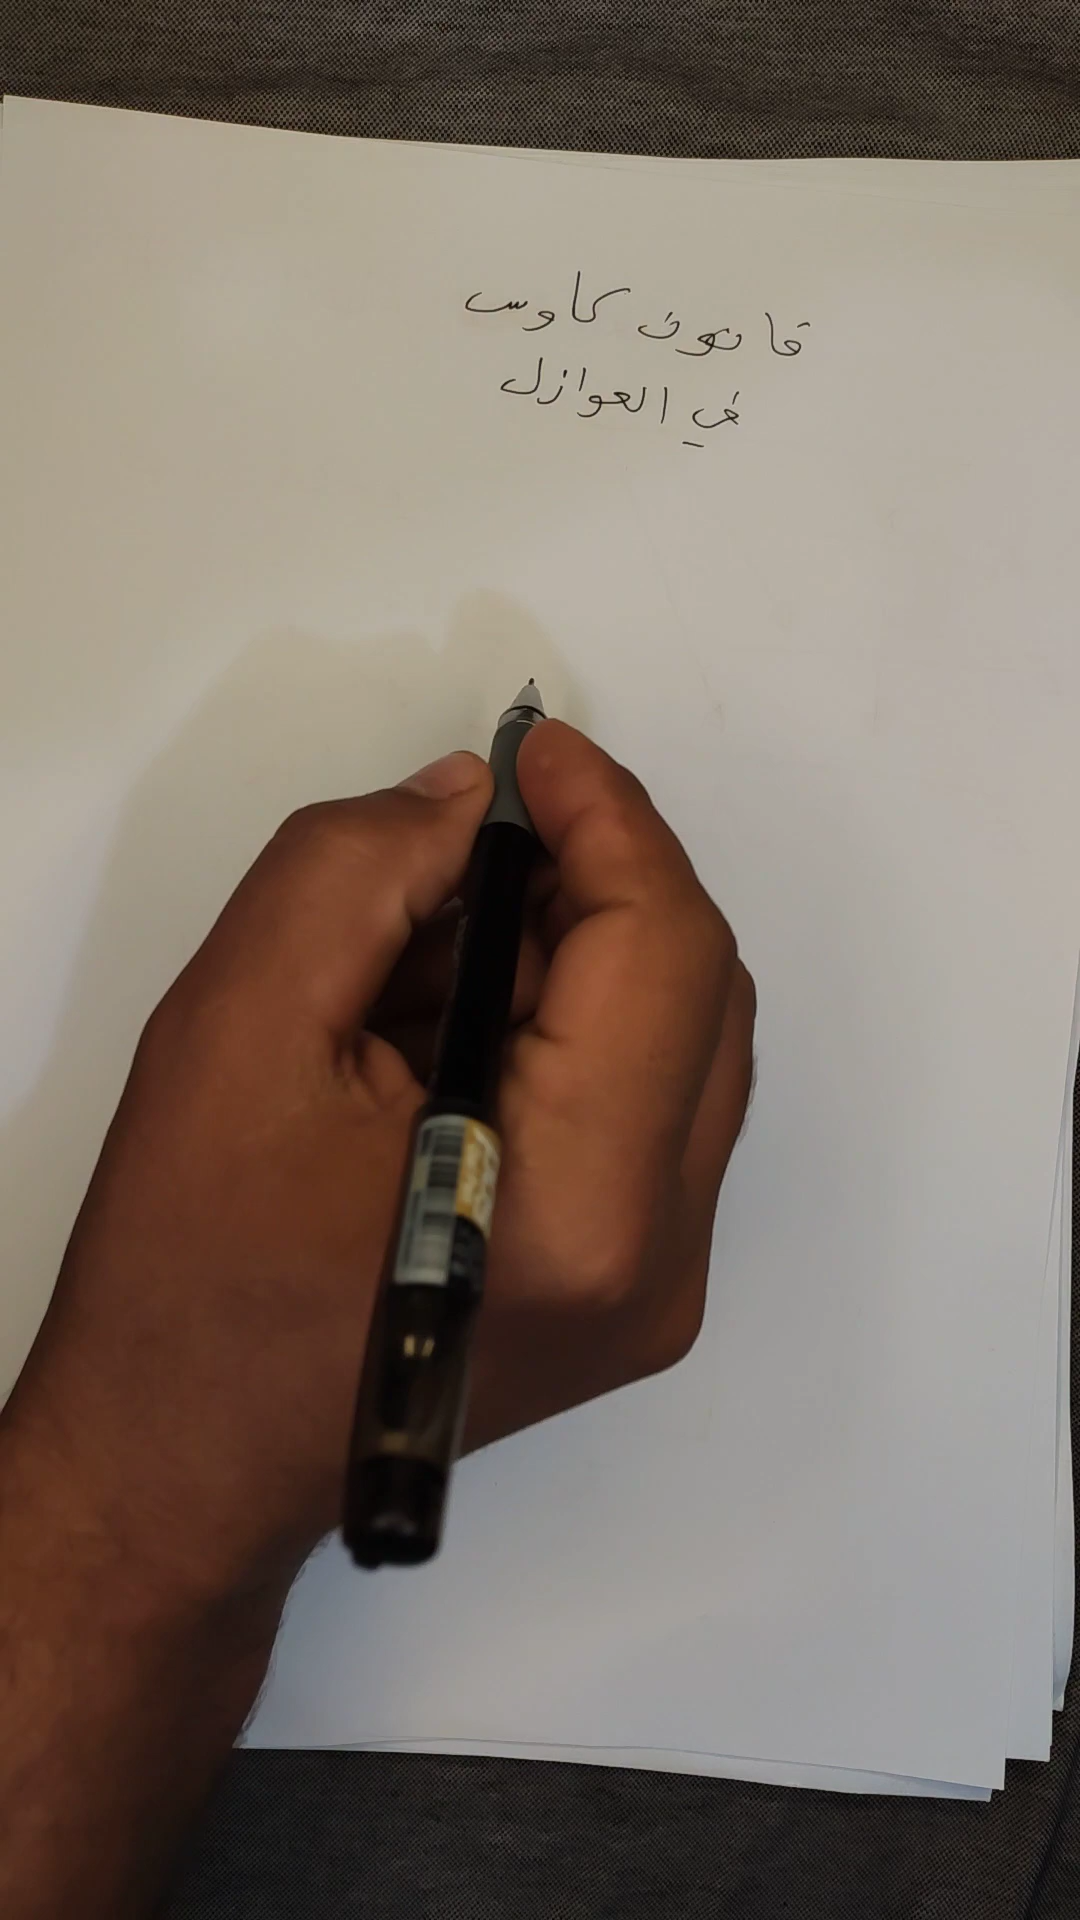 قانون كاوس
في العوازل